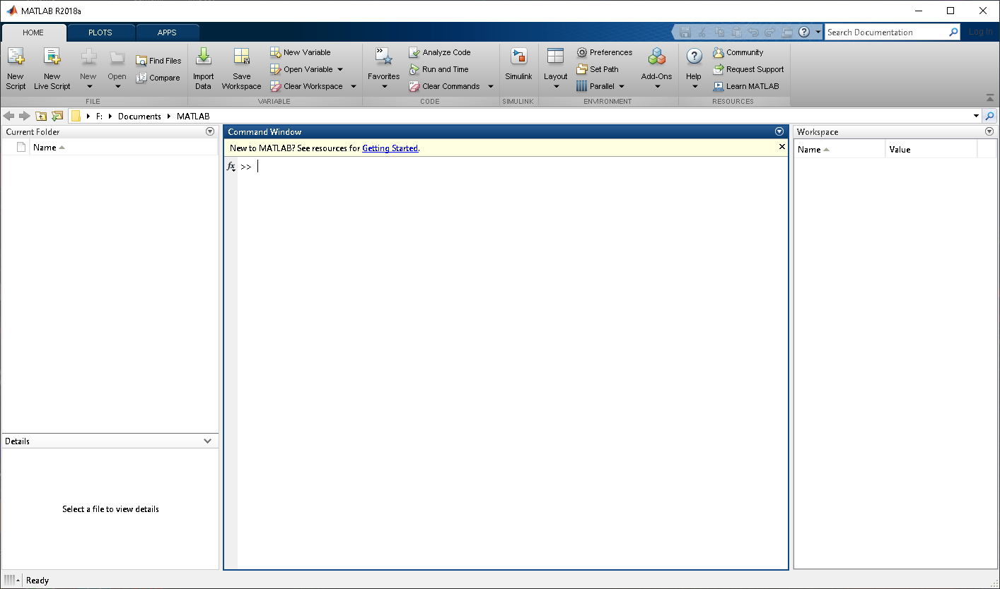 MATLAB R2018a
HOME PLOTS APPS
Search Documentation
Log In
New Script
New Live Script
New
Open
Find Files
Compare
FILE
Import Data
Save Workspace
New Variable
Open Variable
Clear Workspace
VARIABLE
Favorites
Analyze Code
Run and Time
Clear Commands
CODE
Simulink
SIMULINK
Layout
Preferences
Set Path
Parallel
Add-Ons
ENVIRONMENT
Help
Community
Request Support
Learn MATLAB
RESOURCES
F: Documents MATLAB
Current Folder
Name
Details
Select a file to view details
Command Window
New to MATLAB? See resources for Getting Started.
fx >>
Workspace
Name Value
Ready